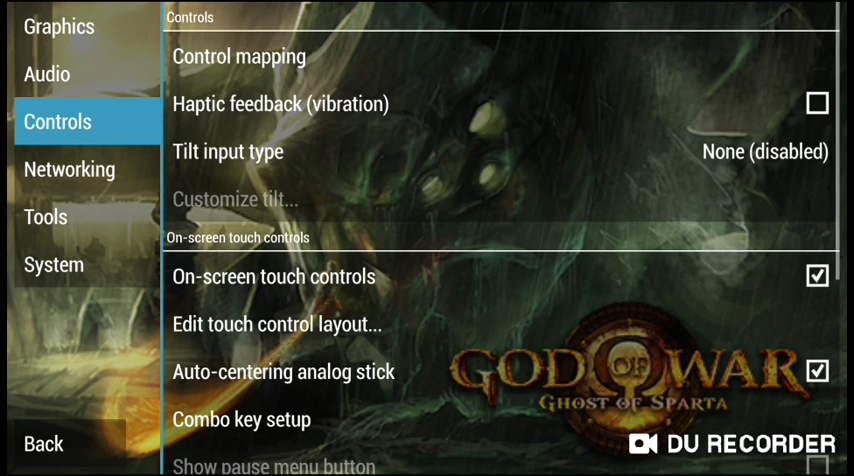 Graphics
Audio
Controls
Networking
Tools
System
Back
Controls
Control mapping
Haptic feedback (vibration)
Tilt input type
None (disabled)
Customize tilt...
On-screen touch controls
On-screen touch controls
Edit touch control layout...
Auto-centering analog stick
Combo key setup
Show pause menu button
GOD OF WAR
GHOST OF SPARTA
DU RECORDER